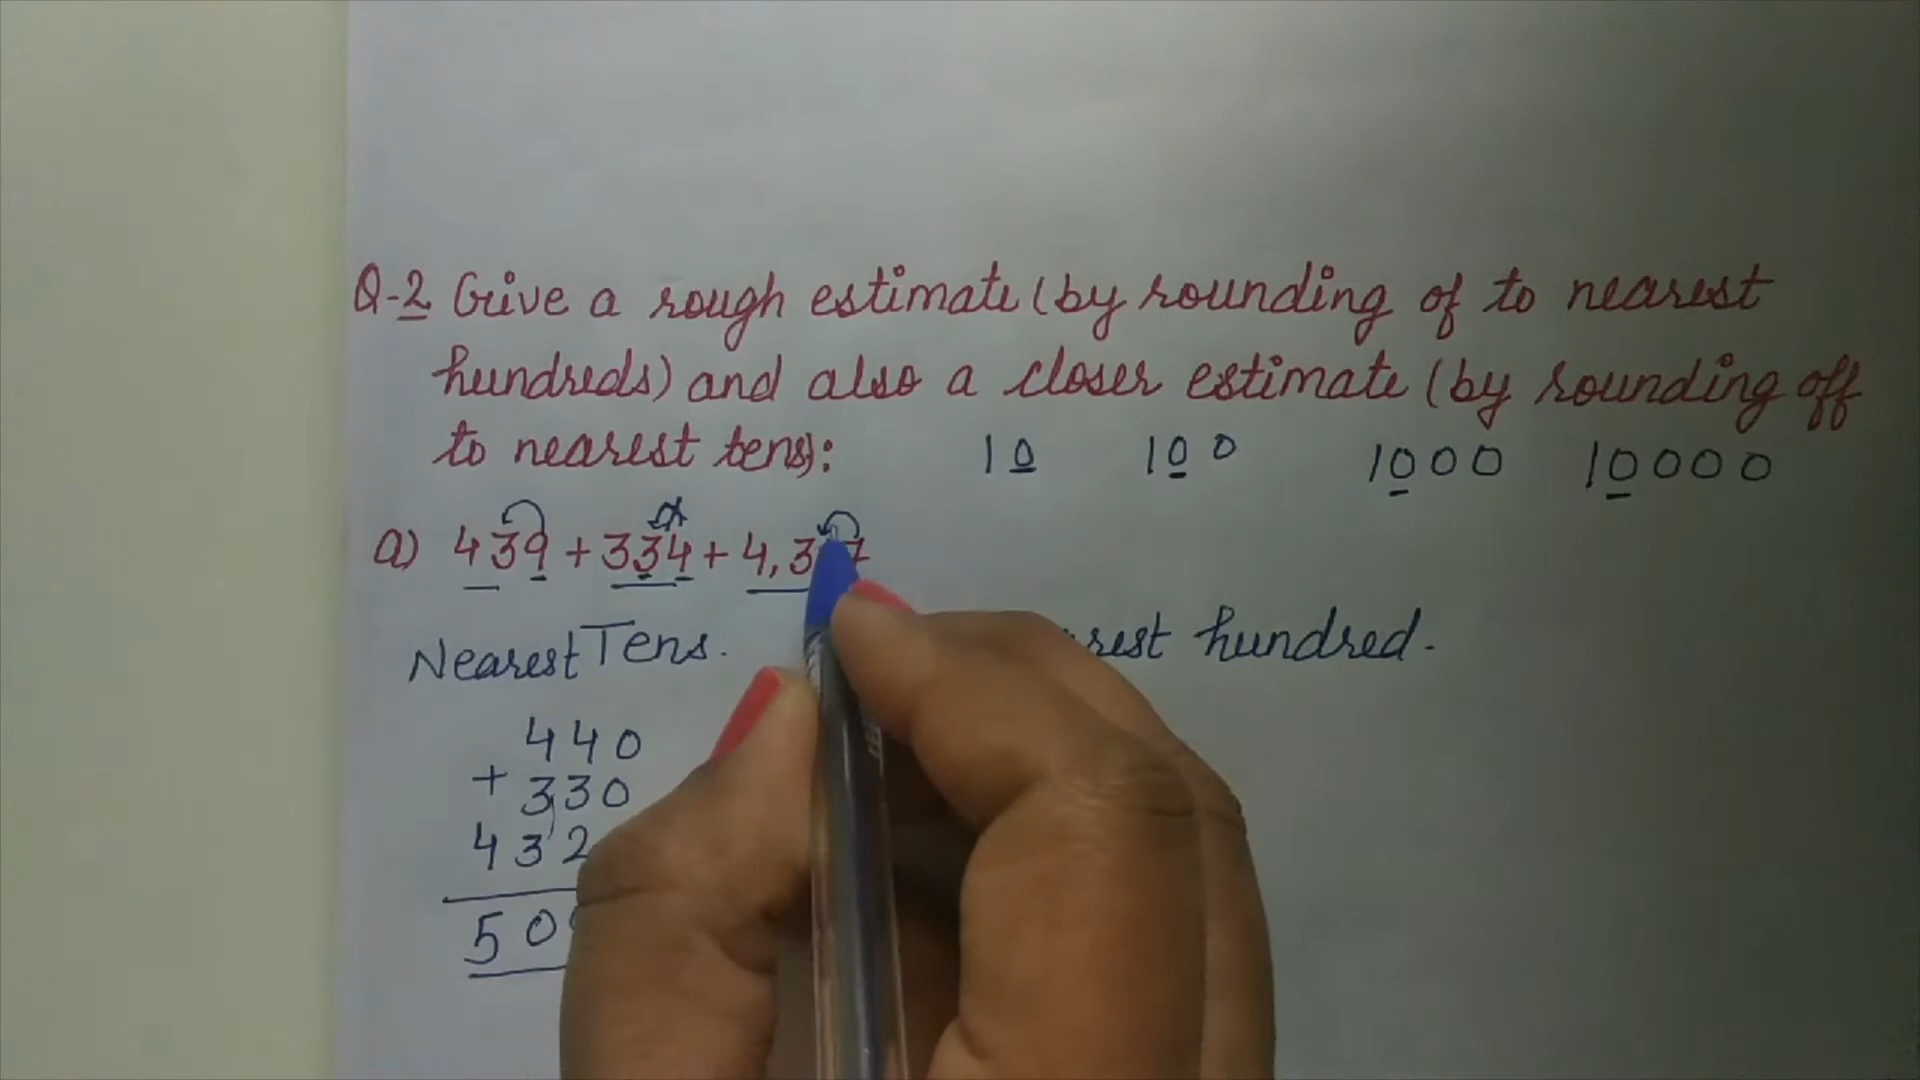 Q-2 Give a rough estimate (by rounding of to nearest
hundreds) and also a closer estimate (by rounding off
to nearest tens): 10 100 1000 10000
a) 439 + 334 + 4,3 7
Nearest Tens. hundred.
440
+ 330
432
50